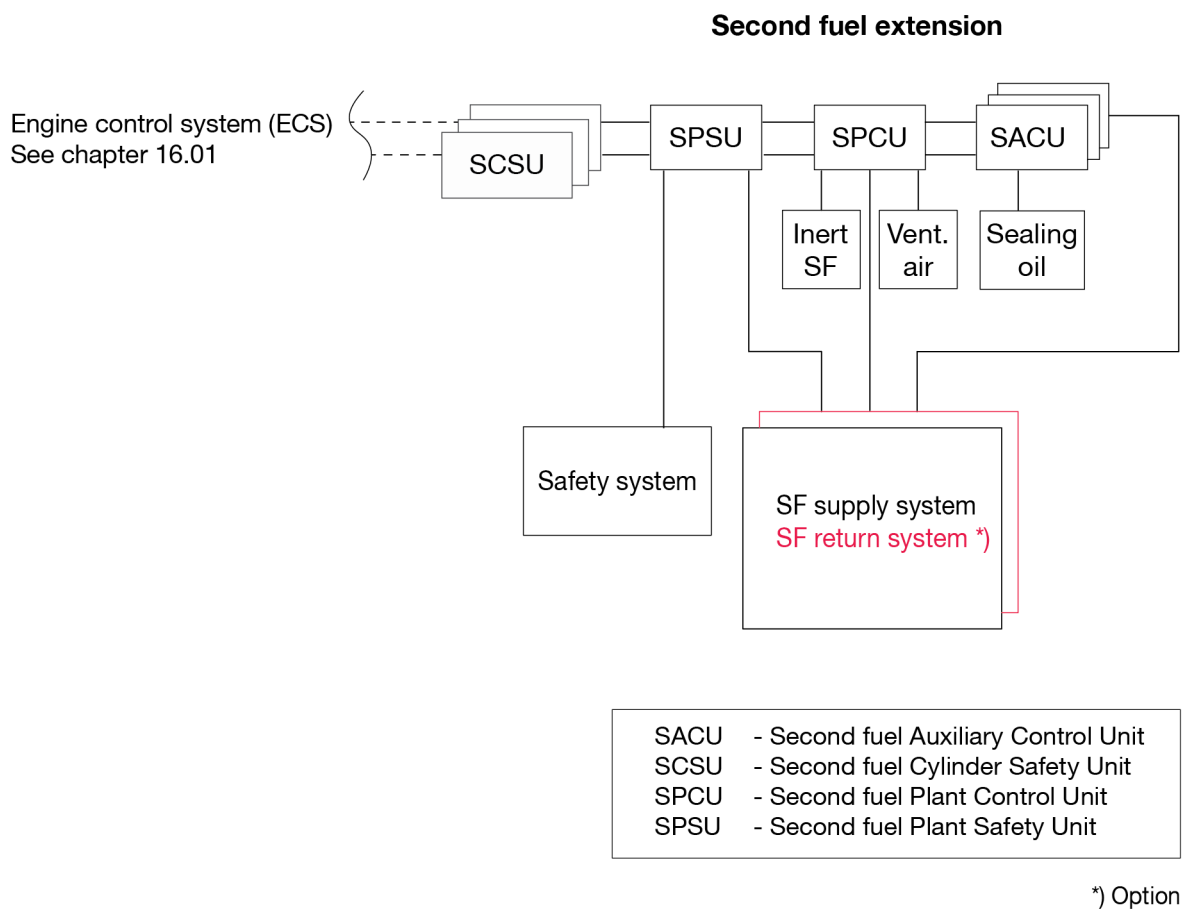 Second fuel extension
Engine control system (ECS)
See chapter 16.01
SCSU
SPSU
SPCU
SACU
Inert
SF
Vent.
air
Sealing
oil
Safety system
SF supply system
SF return system *)
SACU - Second fuel Auxiliary Control Unit
SCSU - Second fuel Cylinder Safety Unit
SPCU - Second fuel Plant Control Unit
SPSU - Second fuel Plant Safety Unit
*) Option